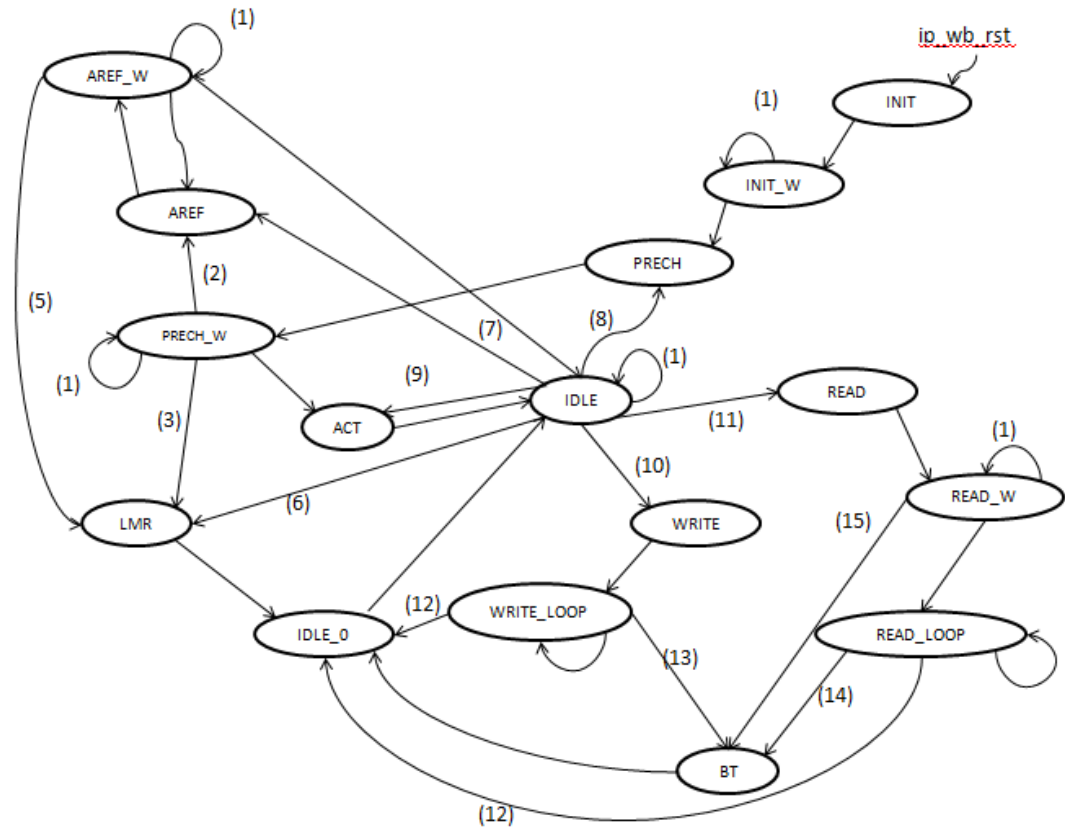 (1)
ip_wb_rst
AREF_W
INIT
(1)
INIT_W
AREF
PRECH
(2)
(5)
(8)
(7)
PRECH_W
(1)
(1)
(9)
IDLE
READ
(3)
ACT
(11)
(1)
(10)
(6)
LMR
WRITE
(15)
READ_W
(12)
WRITE_LOOP
IDLE_0
READ_LOOP
(13)
(14)
BT
(12)